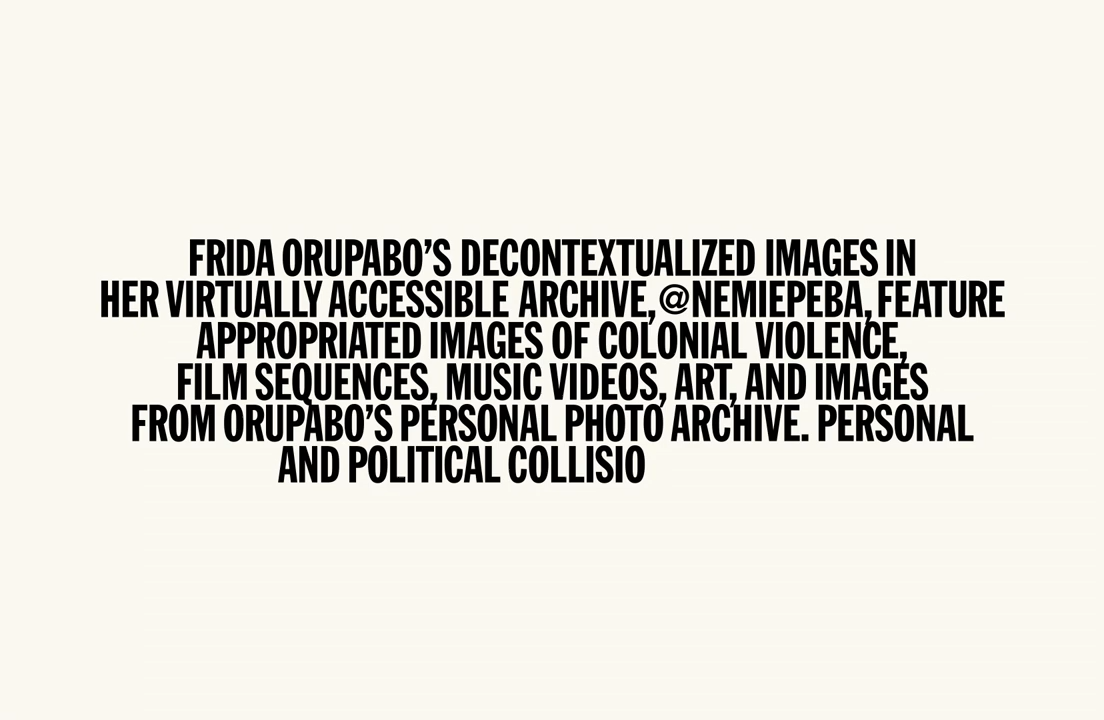 FRIDA ORUPABO’S DECONTEXTUALIZED IMAGES IN
HER VIRTUALLY ACCESSIBLE ARCHIVE, @NEMIEPEBA, FEATURE
APPROPRIATED IMAGES OF COLONIAL VIOLENCE,
FILM SEQUENCES, MUSIC VIDEOS, ART, AND IMAGES
FROM ORUPABO’S PERSONAL PHOTO ARCHIVE. PERSONAL
AND POLITICAL COLLISIO